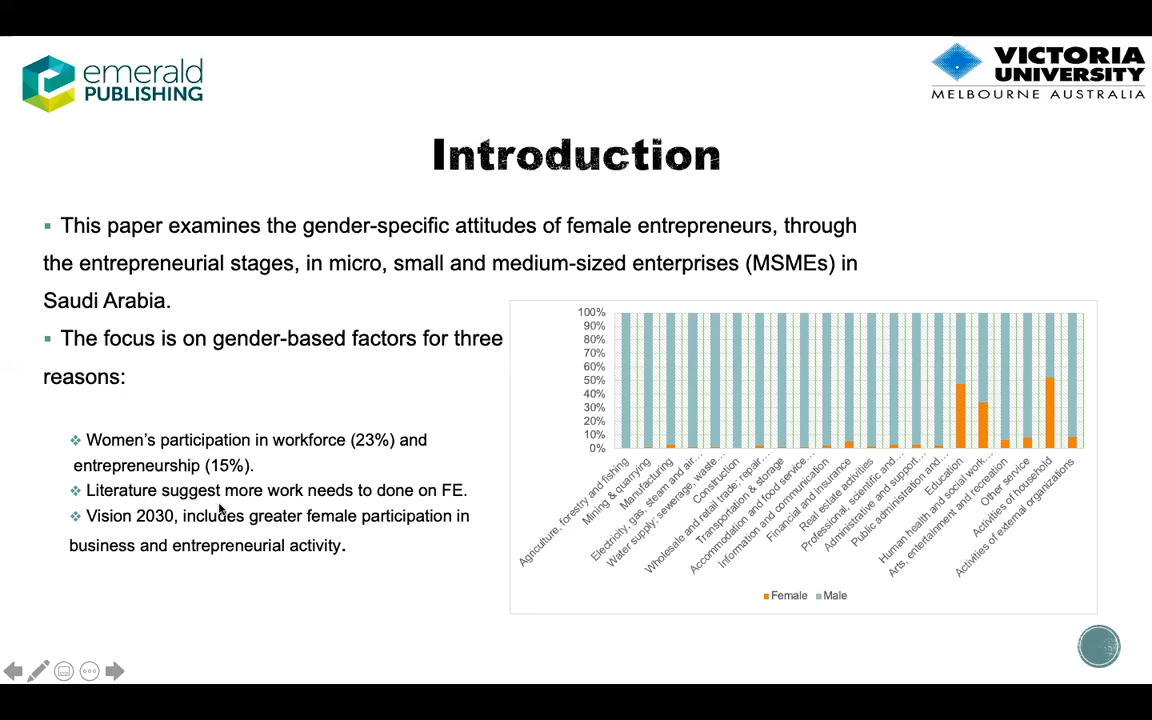 emerald
PUBLISHING
VICTORIA
UNIVERSITY
MELBOURNE AUSTRALIA
Introduction
▪ This paper examines the gender-specific attitudes of female entrepreneurs, through
the entrepreneurial stages, in micro, small and medium-sized enterprises (MSMEs) in
Saudi Arabia.
▪ The focus is on gender-based factors for three
reasons:
❖ Women's participation in workforce (23%) and
entrepreneurship (15%).
❖ Literature suggest more work needs to done on FE.
❖ Vision 2030, includes greater female participation in
business and entrepreneurial activity.
100%
90%
80%
70%
60%
50%
40%
30%
20%
10%
0%
Agriculture, forestry and fishing
Mining & quarrying
Manufacturing
Electricity, gas, steam and air…
Water supply; sewerage, waste…
Construction
Wholesale and retail trade; repair…
Transportation & storage
Accommodation and food service…
Information and communication
Financial and insurance
Real estate activities
Professional, scientific and…
Administrative and support…
Public administration and…
Education
Human health and social work…
Arts, entertainment and recreation
Other service
Activities of household
Activities of external organizations
Female
Male